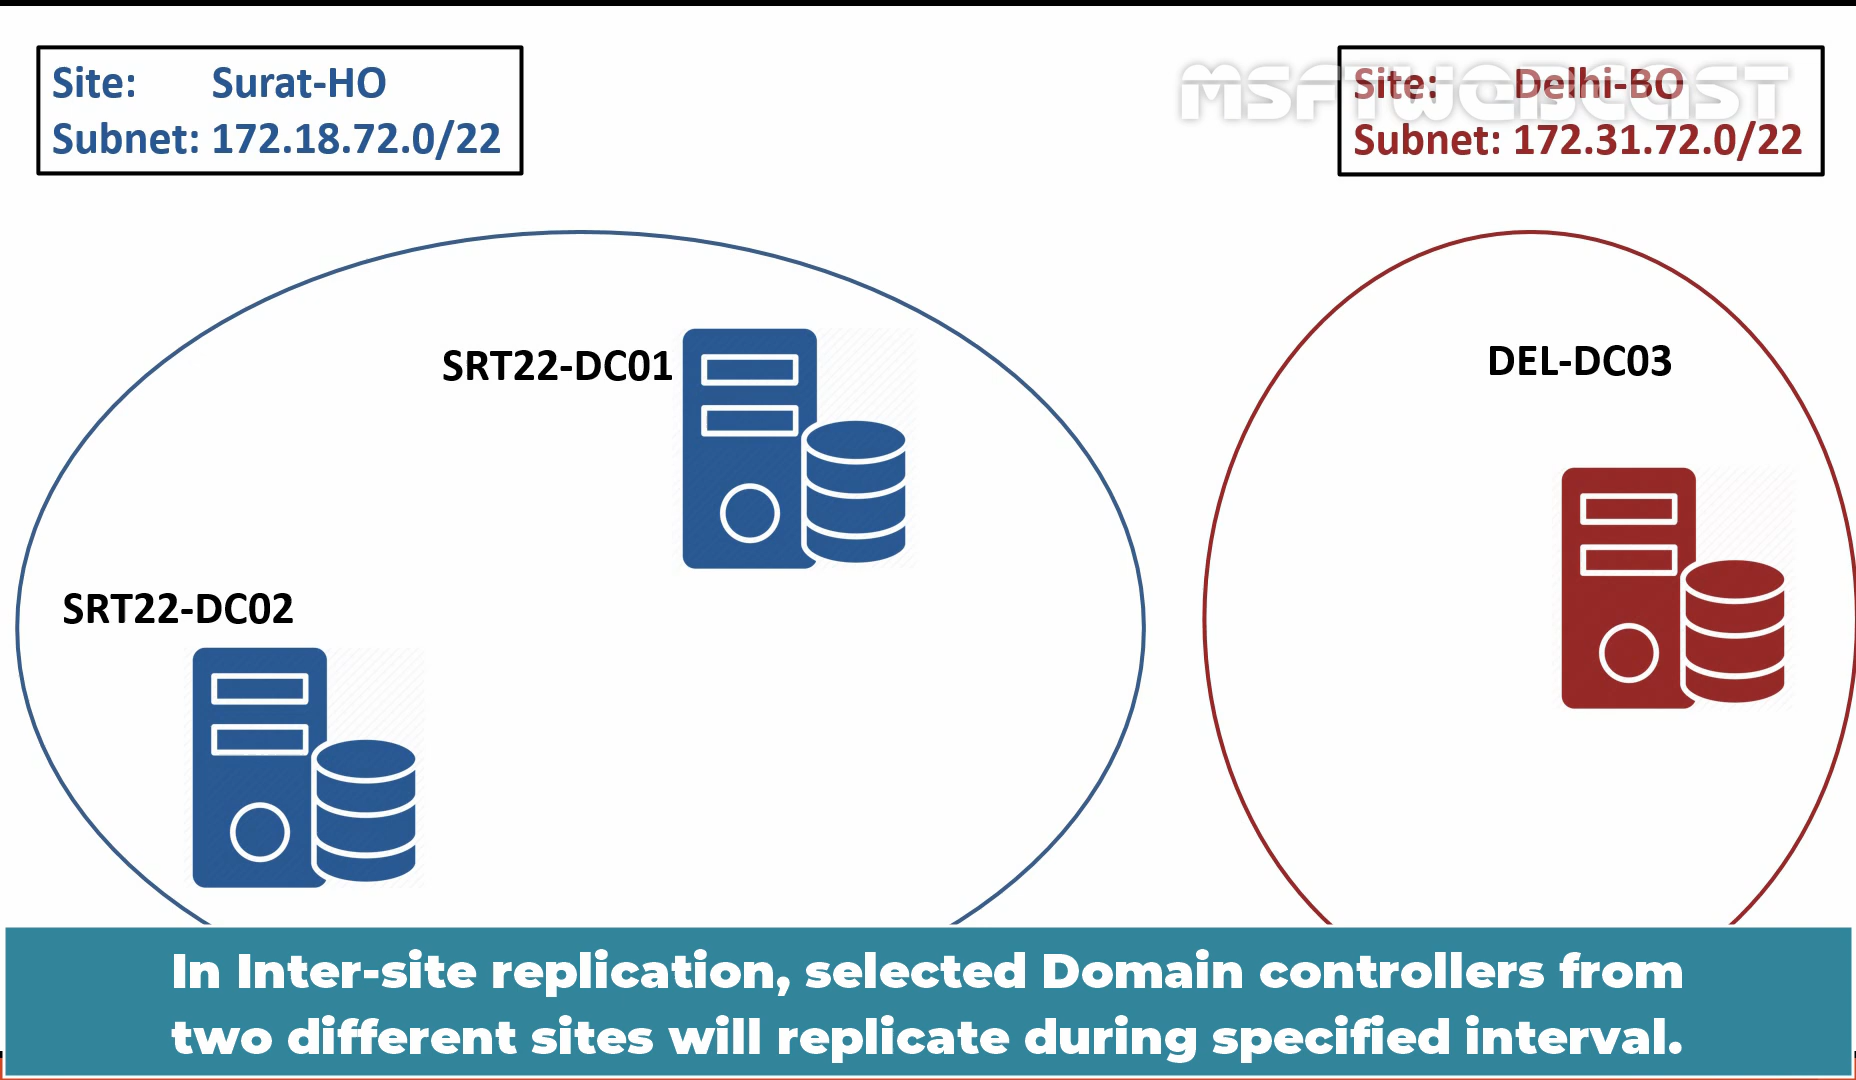 Site: Surat-HO
Subnet: 172.18.72.0/22
MSFTWEBCAST
Site: Delhi-BO
Subnet: 172.31.72.0/22
SRT22-DC01
DEL-DC03
SRT22-DC02
In Inter-site replication, selected Domain controllers from
two different sites will replicate during specified interval.